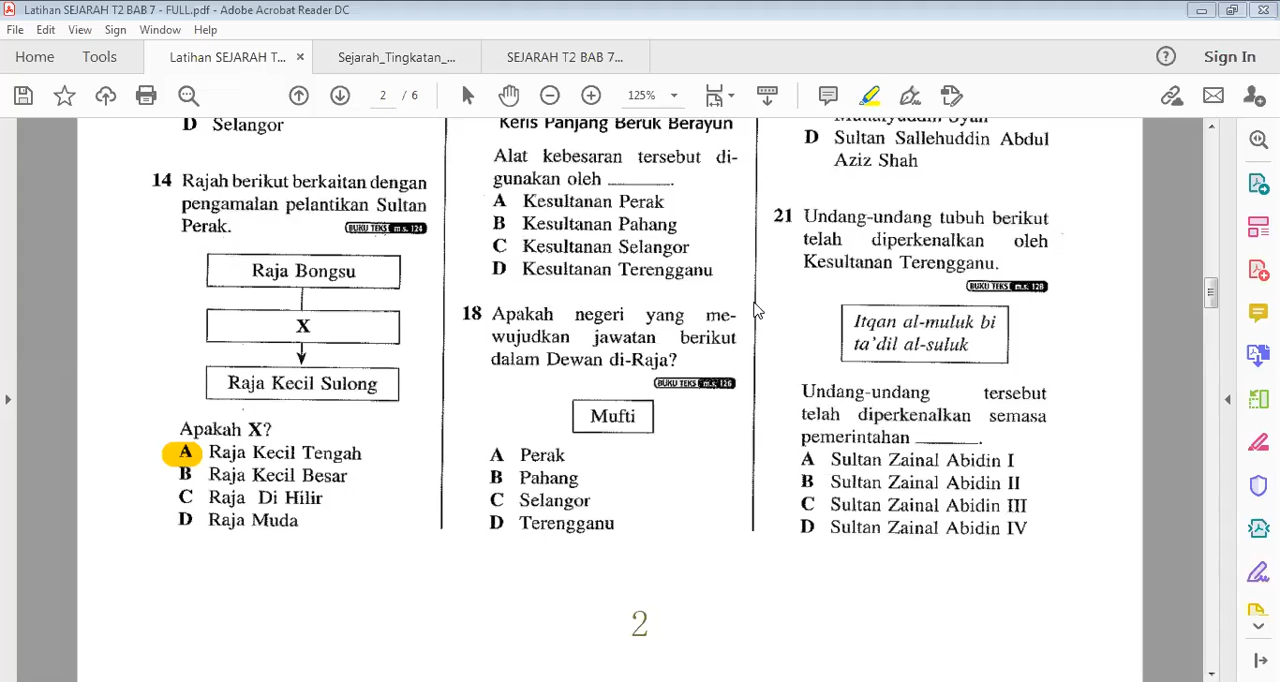 Latihan SEJARAH T2 BAB 7 - FULL.pdf - Adobe Acrobat Reader DC
File Edit View Sign Window Help
Home Tools Latihan SEJARAH T... × Sejarah_Tingkatan_... SEJARAH T2 BAB 7... Sign In
2 / 6 125%
D Selangor
14 Rajah berikut berkaitan dengan
pengamalan pelantikan Sultan
Perak.
BUKU TEKS m.s. 124
Raja Bongsu
X
Raja Kecil Sulong
Apakah X?
A Raja Kecil Tengah
B Raja Kecil Besar
C Raja Di Hilir
D Raja Muda
Keris Panjang Beruk Berayun
Alat kebesaran tersebut di-
gunakan oleh ______.
A Kesultanan Perak
B Kesultanan Pahang
C Kesultanan Selangor
D Kesultanan Terengganu
18 Apakah negeri yang me-
wujudkan jawatan berikut
dalam Dewan di-Raja?
BUKU TEKS m.s. 126
Mufti
A Perak
B Pahang
C Selangor
D Terengganu
D Sultan Sallehuddin Abdul
Aziz Shah
21 Undang-undang tubuh berikut
telah diperkenalkan oleh
Kesultanan Terengganu.
BUKU TEKS m.s. 128
Itqan al-muluk bi
ta'dil al-suluk
Undang-undang tersebut
telah diperkenalkan semasa
pemerintahan ______.
A Sultan Zainal Abidin I
B Sultan Zainal Abidin II
C Sultan Zainal Abidin III
D Sultan Zainal Abidin IV
2